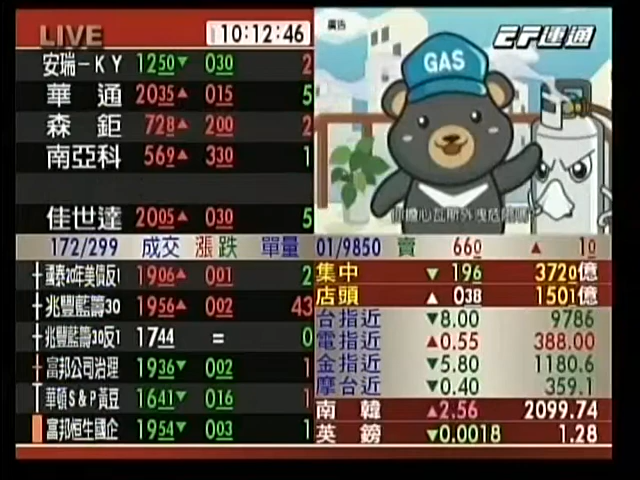 LIVE 10:12:46
安瑞-KY 1250▼ 030 2
華通 2035▲ 015 5
森鉅 728▲ 200 2
南亞科 569▲ 330 1
佳世達 2005▲ 030 5
廣告
GAS
172/299 成交 漲跌 單量
國泰20年美債反1 1906▲ 001 2
兆豐藍籌30 1956▲ 002 43
兆豐藍籌30反1 1744 = 0
富邦公司治理 1936▼ 002 1
華頓S&P黃豆 1641▼ 016 1
富邦恒生國企 1954▼ 003 1
01/9850 賣 660 ▲ 10
集中 ▼ 196 3720億
店頭 ▲ 038 1501億
台指近 ▼8.00 9786
電指近 ▲0.55 388.00
金指近 ▼5.80 1180.6
摩台近 ▼0.40 359.1
南韓 ▲2.56 2099.74
英鎊 ▼0.0018 1.28